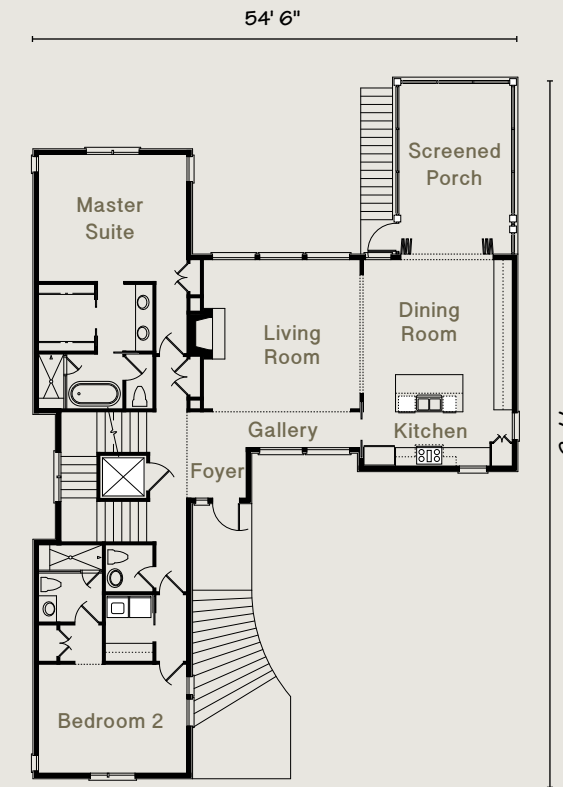 54' 6"
Screened
Porch
Master
Suite
Dining
Room
Living
Room
Gallery
Kitchen
Foyer
Bedroom 2